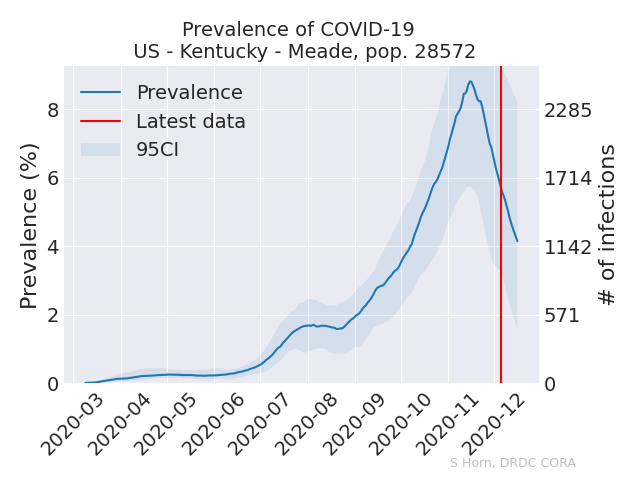 Prevalence of COVID-19
US - Kentucky - Meade, pop. 28572
Prevalence
Latest data
95CI
Prevalence (%)
8
6
4
2
0
2285
1714
1142
571
0
# of infections
2020-03
2020-04
2020-05
2020-06
2020-07
2020-08
2020-09
2020-10
2020-11
2020-12
S Horn, DRDC CORA